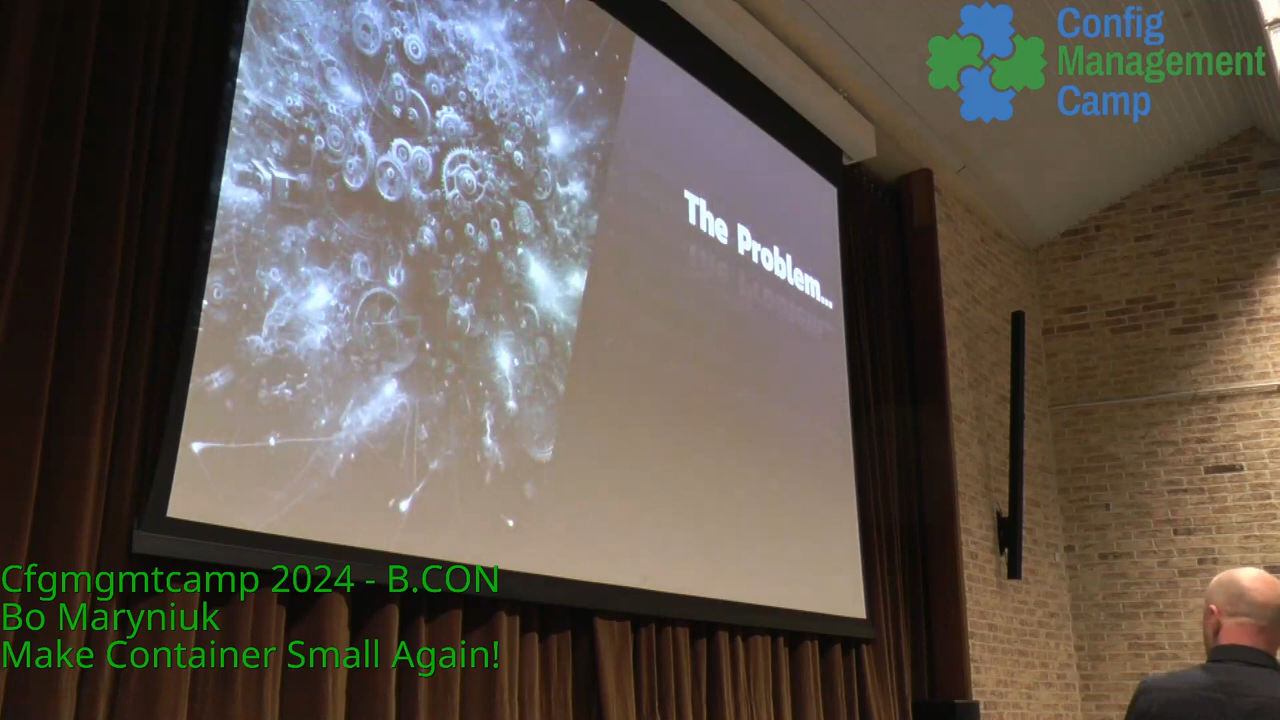 Config
Management
Camp
The Problem...
Cfgmgmtcamp 2024 - B.CON
Bo Maryniuk
Make Container Small Again!